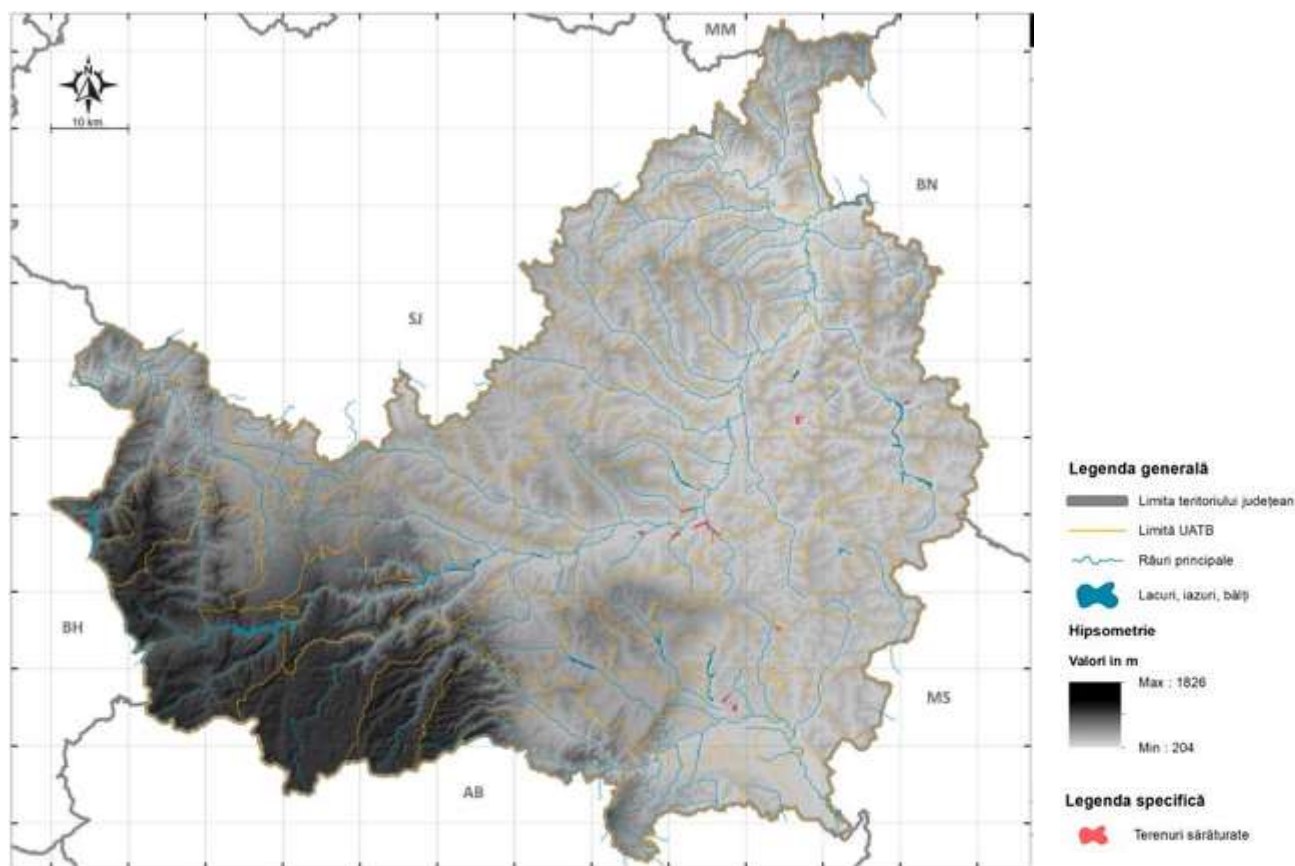 MM
N
10 km
BN
SJ
BH
MS
AB
Legenda generală
Limita teritoriului județean
Limită UATB
Râuri principale
Lacuri, iazuri, bălți
Hipsometrie
Valori in m
Max : 1826
Min : 204
Legenda specifică
Terenuri sărăturate